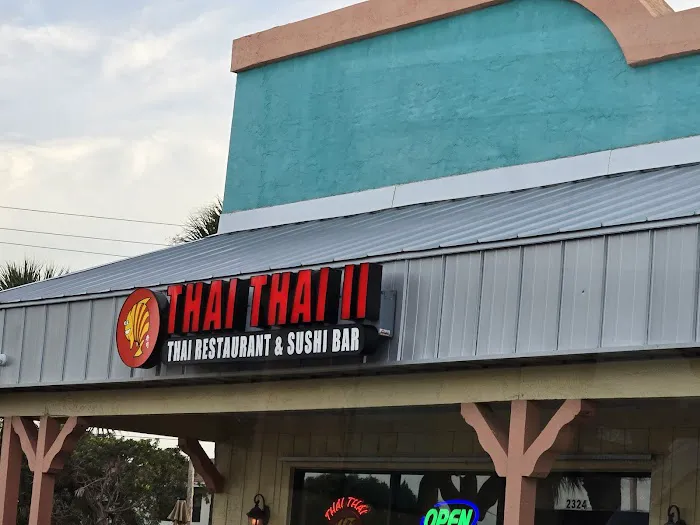 THAI THAI II
THAI RESTAURANT & SUSHI BAR
THAI THAI
2324
OPEN